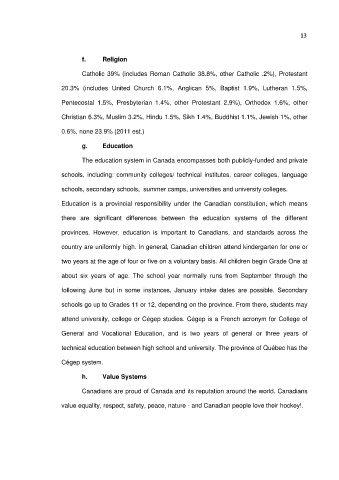 13
f. Religion
Catholic 39% (includes Roman Catholic 38.8%, other Catholic .2%), Protestant
20.3% (includes United Church 6.1%, Anglican 5%, Baptist 1.9%, Lutheran 1.5%,
Pentecostal 1.5%, Presbyterian 1.4%, other Protestant 2.9%), Orthodox 1.6%, other
Christian 6.3%, Muslim 3.2%, Hindu 1.5%, Sikh 1.4%, Buddhist 1.1%, Jewish 1%, other
0.6%, none 23.9% (2011 est.)
g. Education
The education system in Canada encompasses both publicly-funded and private
schools, including: community colleges/ technical institutes, career colleges, language
schools, secondary schools, summer camps, universities and university colleges.
Education is a provincial responsibility under the Canadian constitution, which means
there are significant differences between the education systems of the different
provinces. However, education is important to Canadians, and standards across the
country are uniformly high. In general, Canadian children attend kindergarten for one or
two years at the age of four or five on a voluntary basis. All children begin Grade One at
about six years of age. The school year normally runs from September through the
following June but in some instances, January intake dates are possible. Secondary
schools go up to Grades 11 or 12, depending on the province. From there, students may
attend university, college or Cégep studies. Cégep is a French acronym for College of
General and Vocational Education, and is two years of general or three years of
technical education between high school and university. The province of Québec has the
Cégep system.
h. Value Systems
Canadians are proud of Canada and its reputation around the world. Canadians
value equality, respect, safety, peace, nature - and Canadian people love their hockey!.